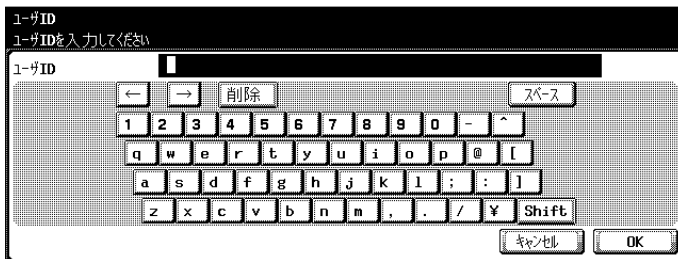 ユーザID
ユーザIDを入力してください
ユーザID
← → 削除 スペース
1 2 3 4 5 6 7 8 9 0 - ^
q w e r t y u i o p @ [
a s d f g h j k l ; : ]
z x c v b n m , . / ¥ Shift
キャンセル OK